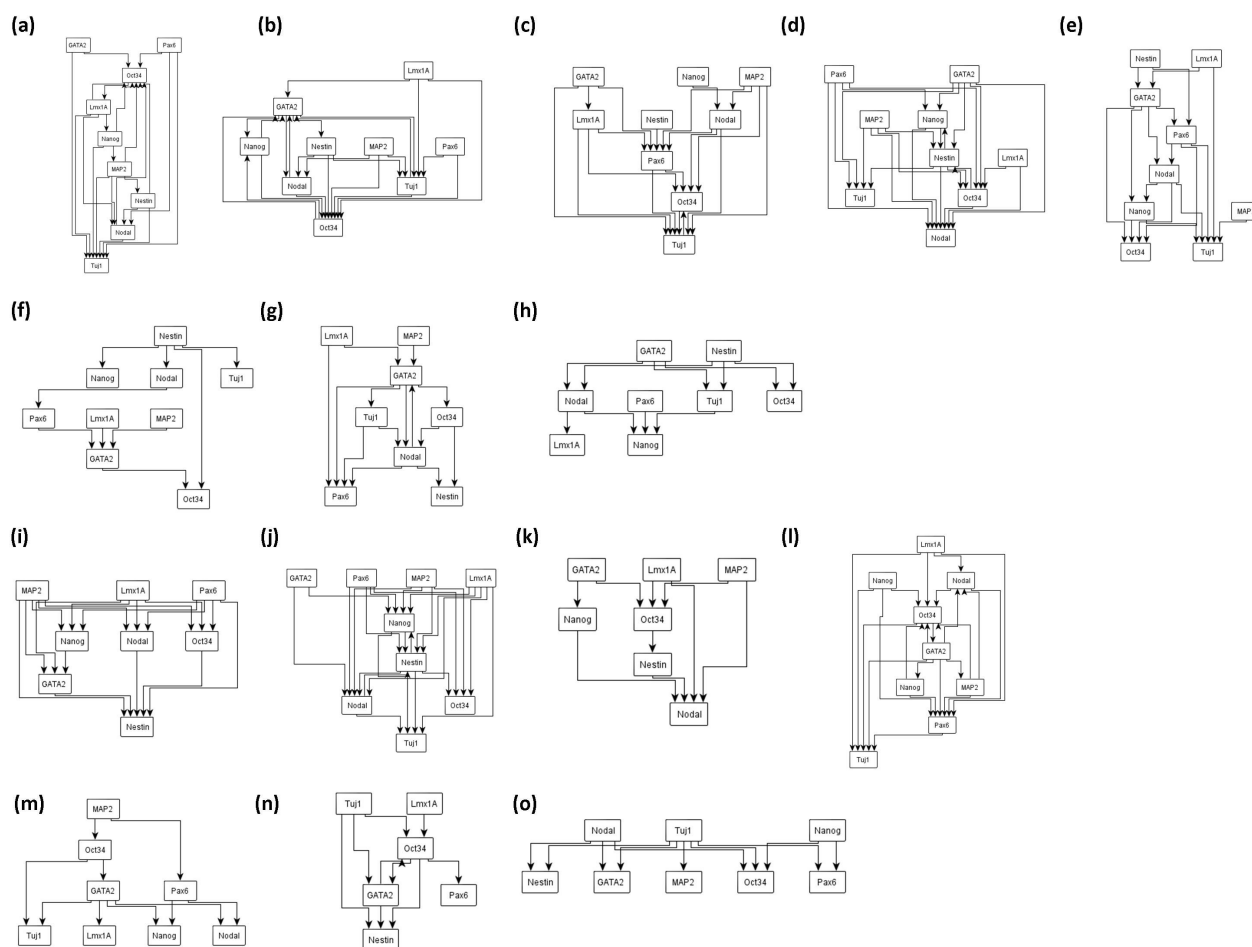 (a)
(b)
(c)
(d)
(e)
GATA2 Pax6
Oct34
Lmx1A
Nanog
MAP2
Nestin
Nodal
Tuj1
Lmx1A
GATA2
Nanog Nestin MAP2 Pax6
Nodal Tuj1
Oct34
GATA2 Nanog MAP2
Lmx1A Nestin Nodal
Pax6
Oct34
Tuj1
Pax6 GATA2
MAP2 Nanog
Nestin Lmx1A
Tuj1 Oct34
Nodal
Nestin Lmx1A
GATA2
Pax6
Nodal
Nanog MAP
Oct34 Tuj1
(f)
(g)
(h)
Nestin
Nanog Nodal Tuj1
Pax6 Lmx1A MAP2
GATA2
Oct34
Lmx1A MAP2
GATA2
Tuj1 Oct34
Nodal
Pax6 Nestin
GATA2 Nestin
Nodal Pax6 Tuj1 Oct34
Lmx1A Nanog
(i)
(j)
(k)
(l)
MAP2 Lmx1A Pax6
Nanog Nodal Oct34
GATA2
Nestin
GATA2 Pax6 MAP2 Lmx1A
Nanog
Nestin
Nodal Oct34
Tuj1
GATA2 Lmx1A MAP2
Nanog Oct34
Nestin
Nodal
Lmx1A
Nanog Nodal
Oct34
GATA2
Nanog MAP2
Pax6
Tuj1
(m)
(n)
(o)
MAP2
Oct34
GATA2 Pax6
Tuj1 Lmx1A Nanog Nodal
Tuj1 Lmx1A
Oct34
GATA2 Pax6
Nestin
Nodal Tuj1 Nanog
Nestin GATA2 MAP2 Oct34 Pax6